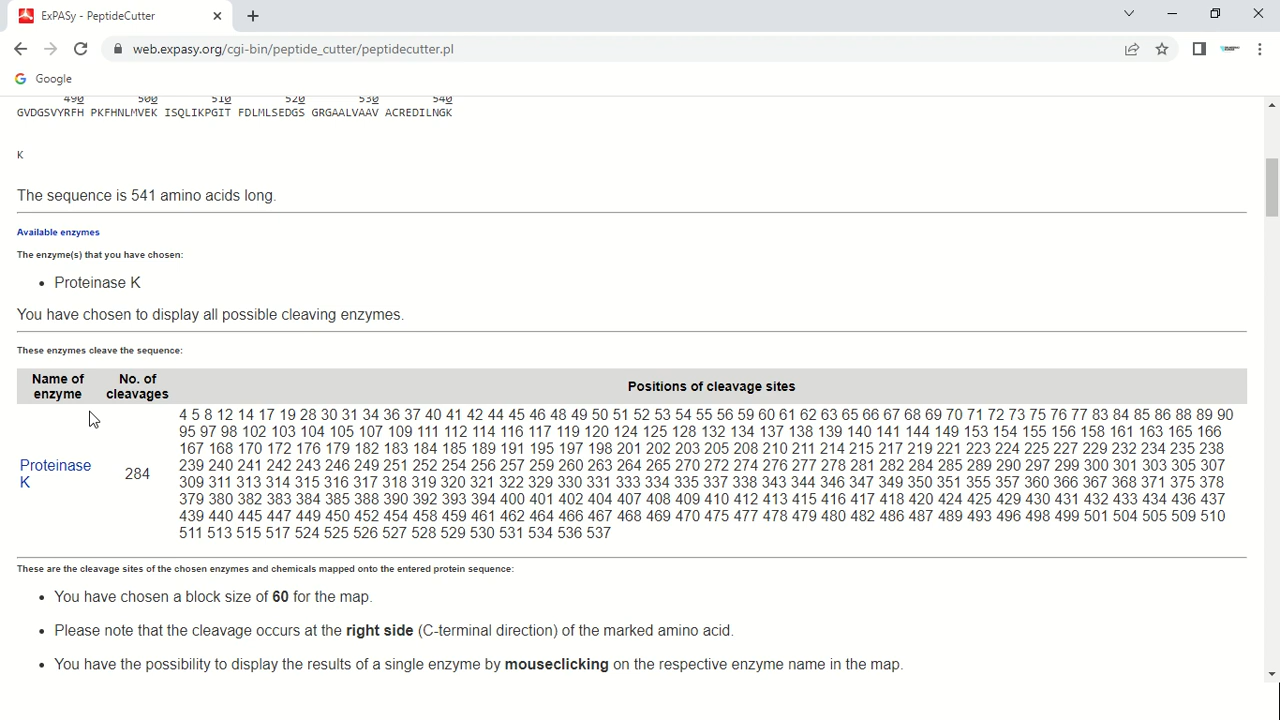 ExPASy - PeptideCutter
web.expasy.org/cgi-bin/peptide_cutter/peptidecutter.pl
Google
490 500 510 520 530 540
GVDGSVYRFH PKFHNLMVEK ISQLIKPGIT FDLMLSEDGS GRGAALVAAV ACREDILNGK
K
The sequence is 541 amino acids long.
Available enzymes
The enzyme(s) that you have chosen:
• Proteinase K
You have chosen to display all possible cleaving enzymes.
These enzymes cleave the sequence:
Name of enzyme No. of cleavages Positions of cleavage sites
Proteinase K
284
4 5 8 12 14 17 19 28 30 31 34 36 37 40 41 42 44 45 46 48 49 50 51 52 53 54 55 56 59 60 61 62 63 65 66 67 68 69 70 71 72 73 75 76 77 83 84 85 86 88 89 90
95 97 98 102 103 104 105 107 109 111 112 114 116 117 119 120 124 125 128 132 134 137 138 139 140 141 144 149 153 154 155 156 158 161 163 165 166
167 168 170 172 176 179 182 183 184 185 189 191 195 197 198 201 202 203 205 208 210 211 214 215 217 221 223 224 225 227 229 232 234 235 238
239 240 241 242 243 246 249 251 252 254 256 257 259 260 263 264 265 270 272 274 276 277 278 281 282 284 285 289 290 297 299 300 301 303 305 307
309 311 313 314 315 316 317 318 319 320 321 322 329 330 331 333 334 335 337 338 343 344 346 347 349 350 351 355 357 360 366 367 368 371 375 378
379 380 382 383 384 385 388 390 392 393 394 400 401 402 404 407 408 409 410 412 413 415 416 417 418 420 424 425 429 430 431 432 433 434 436 437
439 440 445 447 449 450 452 454 458 459 461 462 464 466 467 468 469 470 475 477 478 479 480 482 486 487 489 493 496 498 499 501 504 505 509 510
511 513 515 517 524 525 526 527 528 529 530 531 534 536 537
These are the cleavage sites of the chosen enzymes and chemicals mapped onto the entered protein sequence:
• You have chosen a block size of 60 for the map.
• Please note that the cleavage occurs at the right side (C-terminal direction) of the marked amino acid.
• You have the possibility to display the results of a single enzyme by mouseclicking on the respective enzyme name in the map.